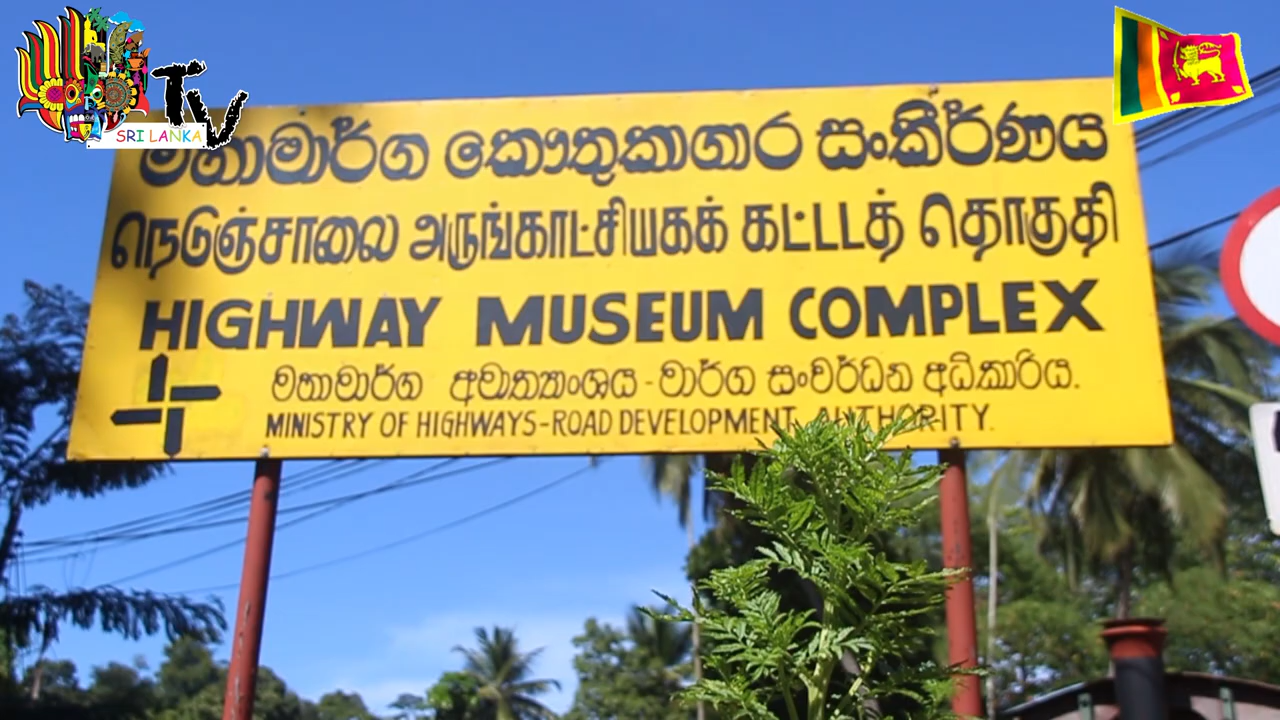 TV
SRI LANKA
මහාමාර්ග කෞතුකාගාර සංකීර්ණය
நெடுஞ்சாலை அருங்காட்சியகக் கட்டடத் தொகுதி
HIGHWAY MUSEUM COMPLEX
මහාමාර්ග අමාත්‍යාංශය - මාර්ග සංවර්ධන අධිකාරිය.
MINISTRY OF HIGHWAYS-ROAD DEVELOPMENT AUTHORITY.